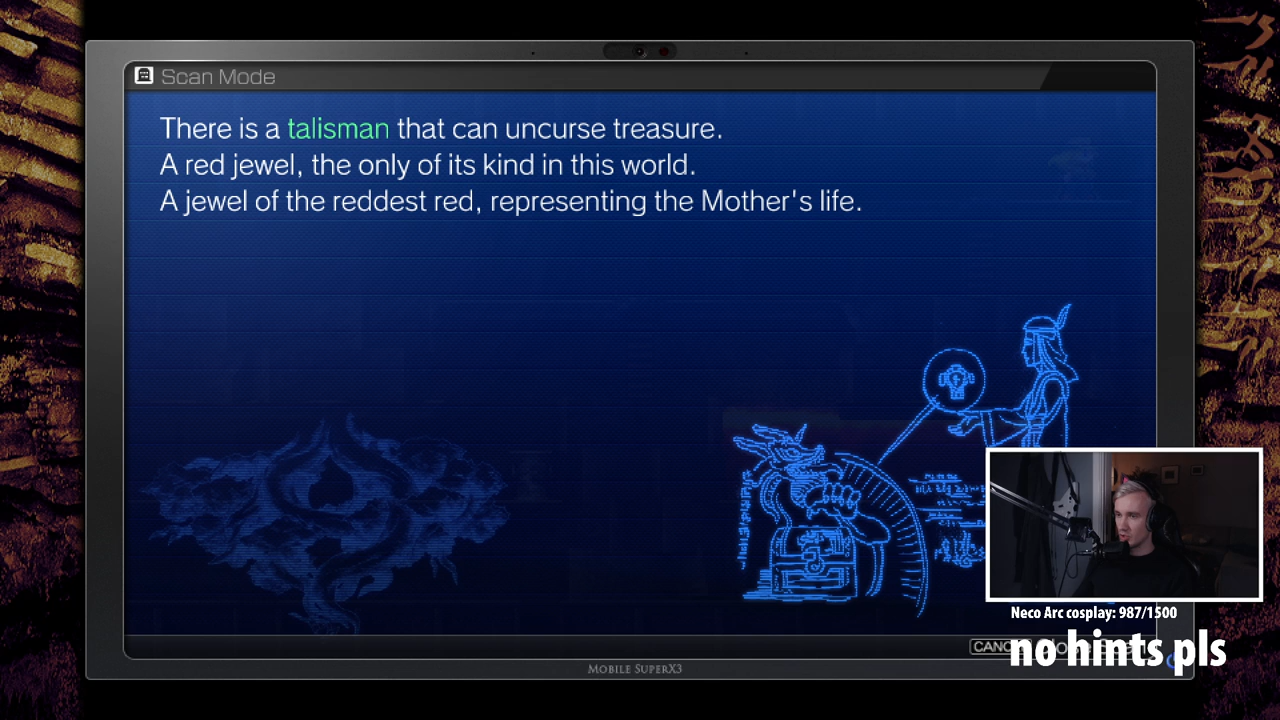 Scan Mode
There is a talisman that can uncurse treasure.
A red jewel, the only of its kind in this world.
A jewel of the reddest red, representing the Mother's life.
Neco Arc cosplay: 987/1500
no hints pls
MOBILE SUPERX3